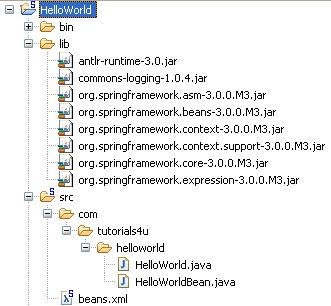 HelloWorld
bin
lib
antlr-runtime-3.0.jar
commons-logging-1.0.4.jar
org.springframework.asm-3.0.0.M3.jar
org.springframework.beans-3.0.0.M3.jar
org.springframework.context-3.0.0.M3.jar
org.springframework.context.support-3.0.0.M3.jar
org.springframework.core-3.0.0.M3.jar
org.springframework.expression-3.0.0.M3.jar
src
com
tutorials4u
helloworld
HelloWorld.java
HelloWorldBean.java
beans.xml